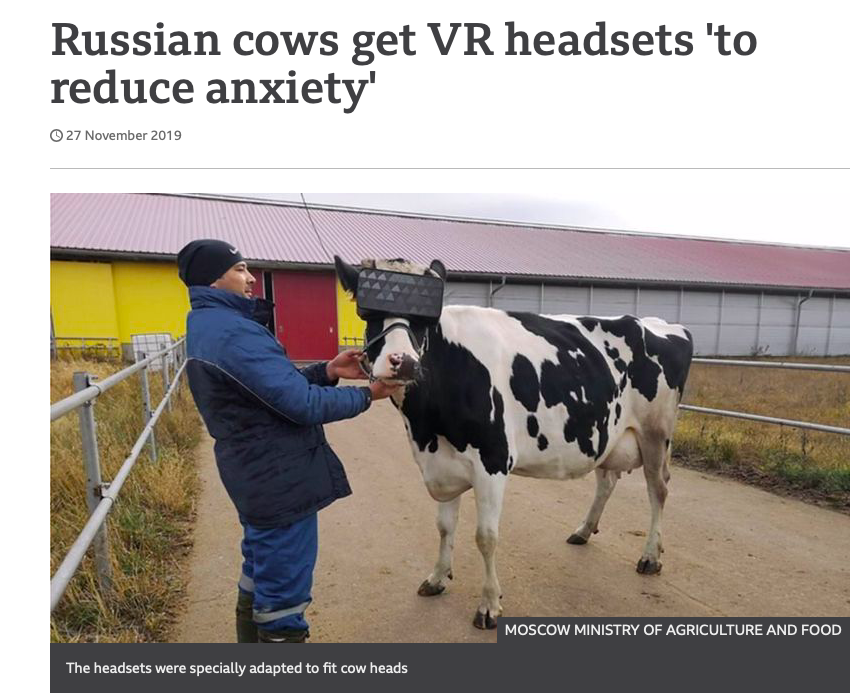 Russian cows get VR headsets 'to
reduce anxiety'
27 November 2019
MOSCOW MINISTRY OF AGRICULTURE AND FOOD
The headsets were specially adapted to fit cow heads